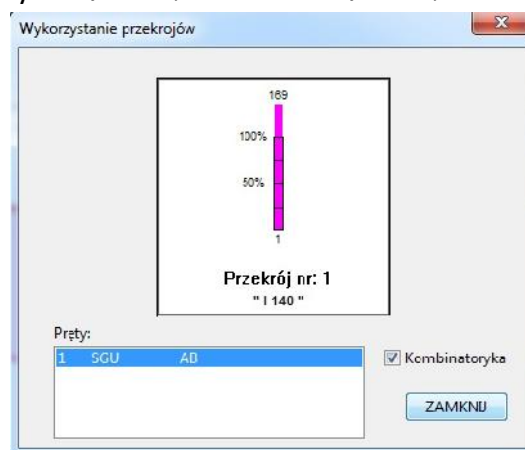 Wykorzystanie przekrojów
x
169
100%
50%
1
Przekrój nr: 1
" I 140 "
Pręty:
1 SGU AB
Kombinatoryka
ZAMKNIJ